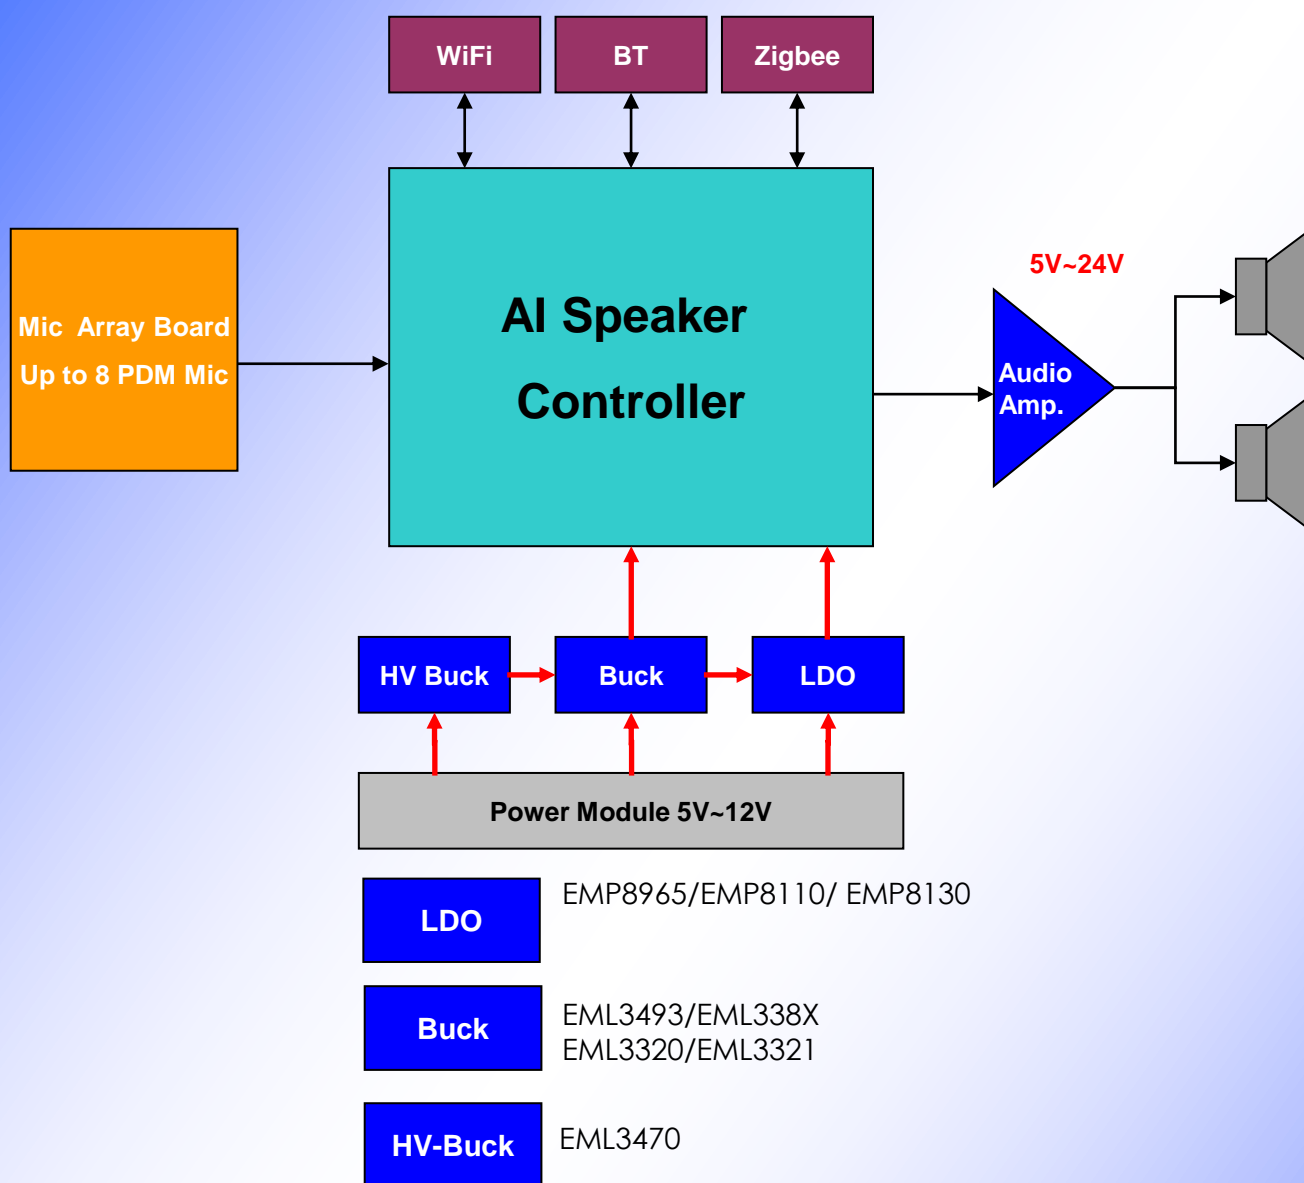 WiFi
BT
Zigbee
Mic Array Board
Up to 8 PDM Mic
AI Speaker
Controller
5V~24V
Audio
Amp.
HV Buck
Buck
LDO
Power Module 5V~12V
LDO
EMP8965/EMP8110/ EMP8130
Buck
EML3493/EML338X
EML3320/EML3321
HV-Buck
EML3470